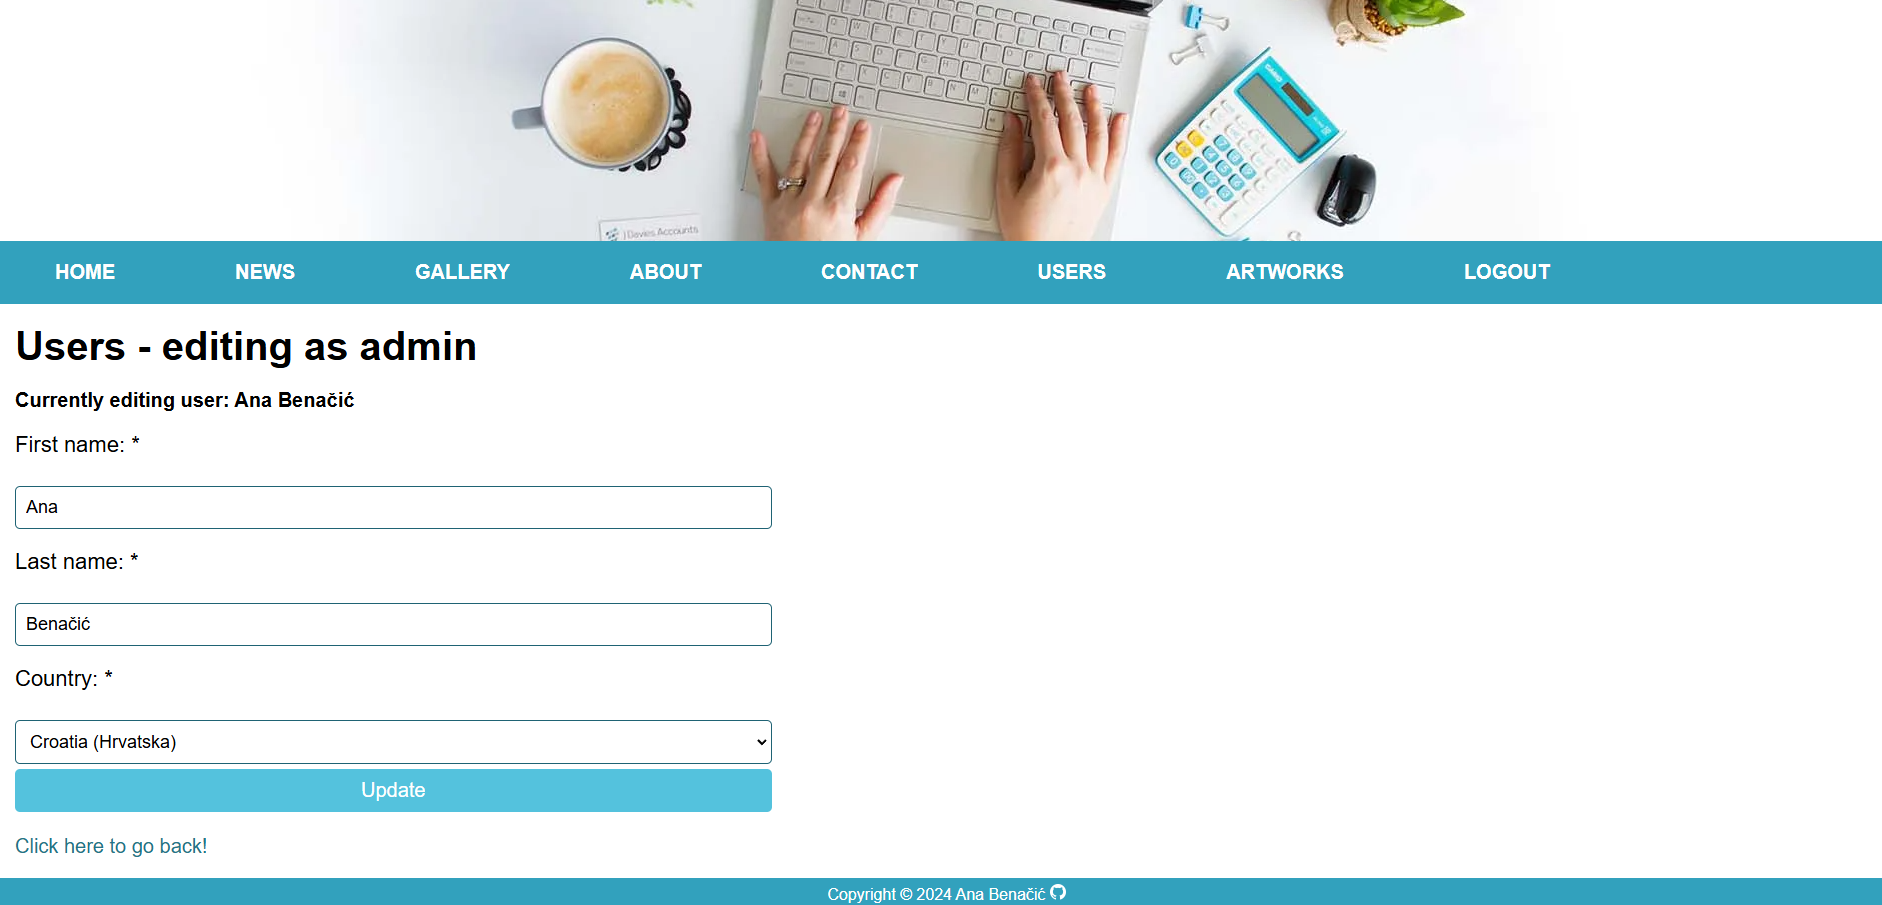 j Davies Accounts
HOME NEWS GALLERY ABOUT CONTACT USERS ARTWORKS LOGOUT
Users - editing as admin
Currently editing user: Ana Benačić
First name: *
Ana
Last name: *
Benačić
Country: *
Croatia (Hrvatska)
Update
Click here to go back!
Copyright © 2024 Ana Benačić